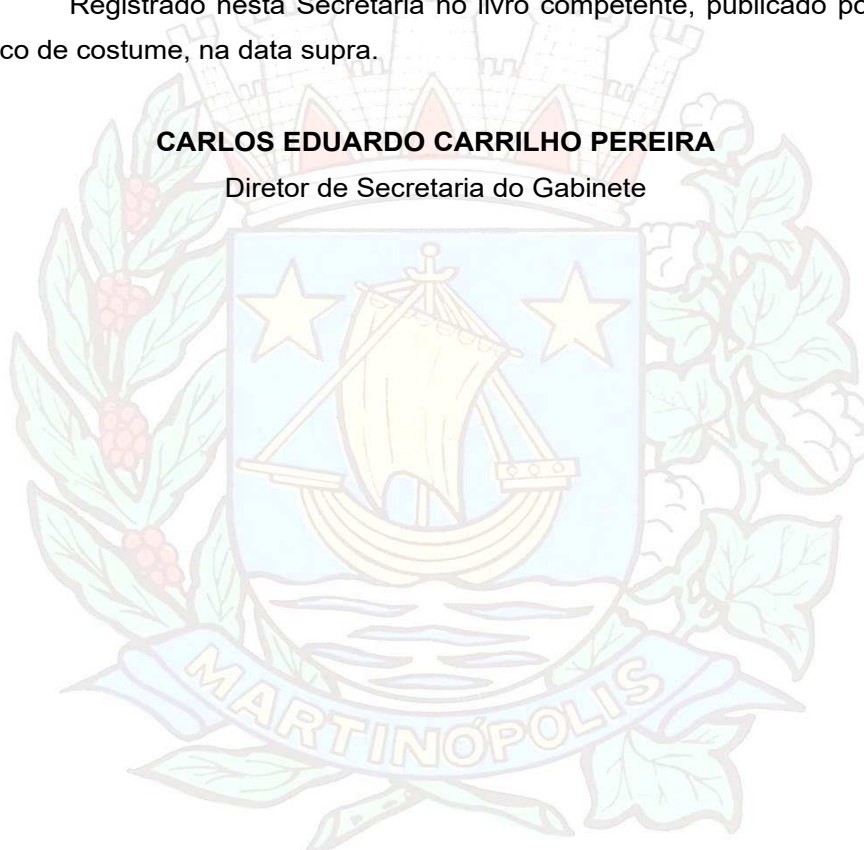 Registrado nesta Secretaria no livro competente, publicado po
co de costume, na data supra.
CARLOS EDUARDO CARRILHO PEREIRA
Diretor de Secretaria do Gabinete
MARTINÓPOLIS